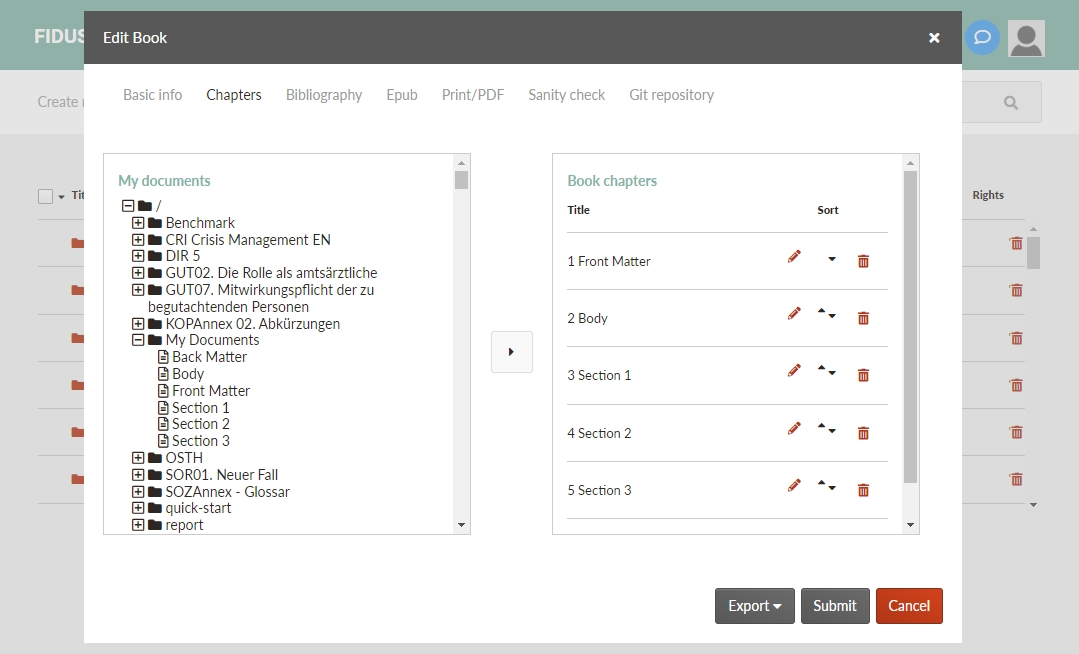 FIDUS
Edit Book
Create
Basic info
Chapters
Bibliography
Epub
Print/PDF
Sanity check
Git repository
My documents
/
Benchmark
CRI Crisis Management EN
DIR 5
GUT02. Die Rolle als amtsärztliche
GUT07. Mitwirkungspflicht der zu
begutachtenden Personen
KOPAnnex 02. Abkürzungen
My Documents
Back Matter
Body
Front Matter
Section 1
Section 2
Section 3
OSTH
SOR01. Neuer Fall
SOZAnnex - Glossar
quick-start
report
Book chapters
Title Sort
1 Front Matter
2 Body
3 Section 1
4 Section 2
5 Section 3
Rights
Export
Submit
Cancel